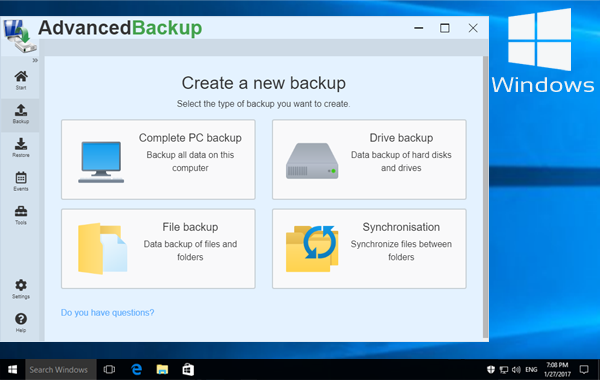 AdvancedBackup
Windows
Start
Backup
Restore
Events
Tools
Settings
Help
Create a new backup
Select the type of backup you want to create.
Complete PC backup
Backup all data on this
computer
Drive backup
Data backup of hard disks
and drives
File backup
Data backup of files and
folders
Synchronisation
Synchronize files between
folders
Do you have questions?
Search Windows
ENG
7:08 PM
1/27/2017